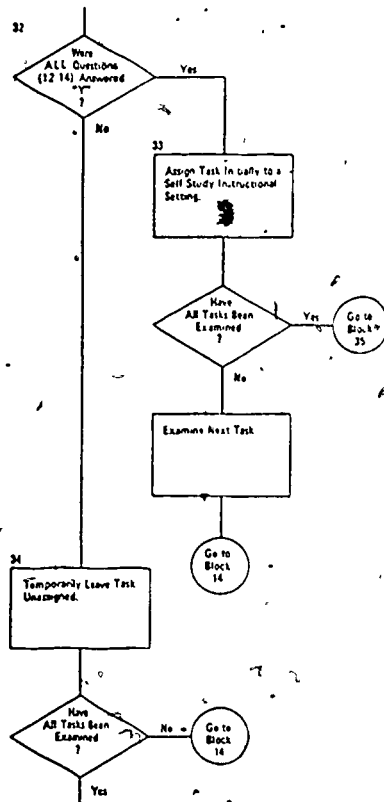 32
Were
ALL Questions
(12-14) Answered
"Y"
?
Yes
No
33
Assign Task Initially to a
Self Study Instructional
Setting.
Have
All Tasks Been
Examined
?
Yes
Go to
Block
35
No
Examine Next Task
Go to
Block
14
34
Temporarily Leave Task
Unassigned.
Have
All Tasks Been
Examined
?
No
Go to
Block
14
Yes